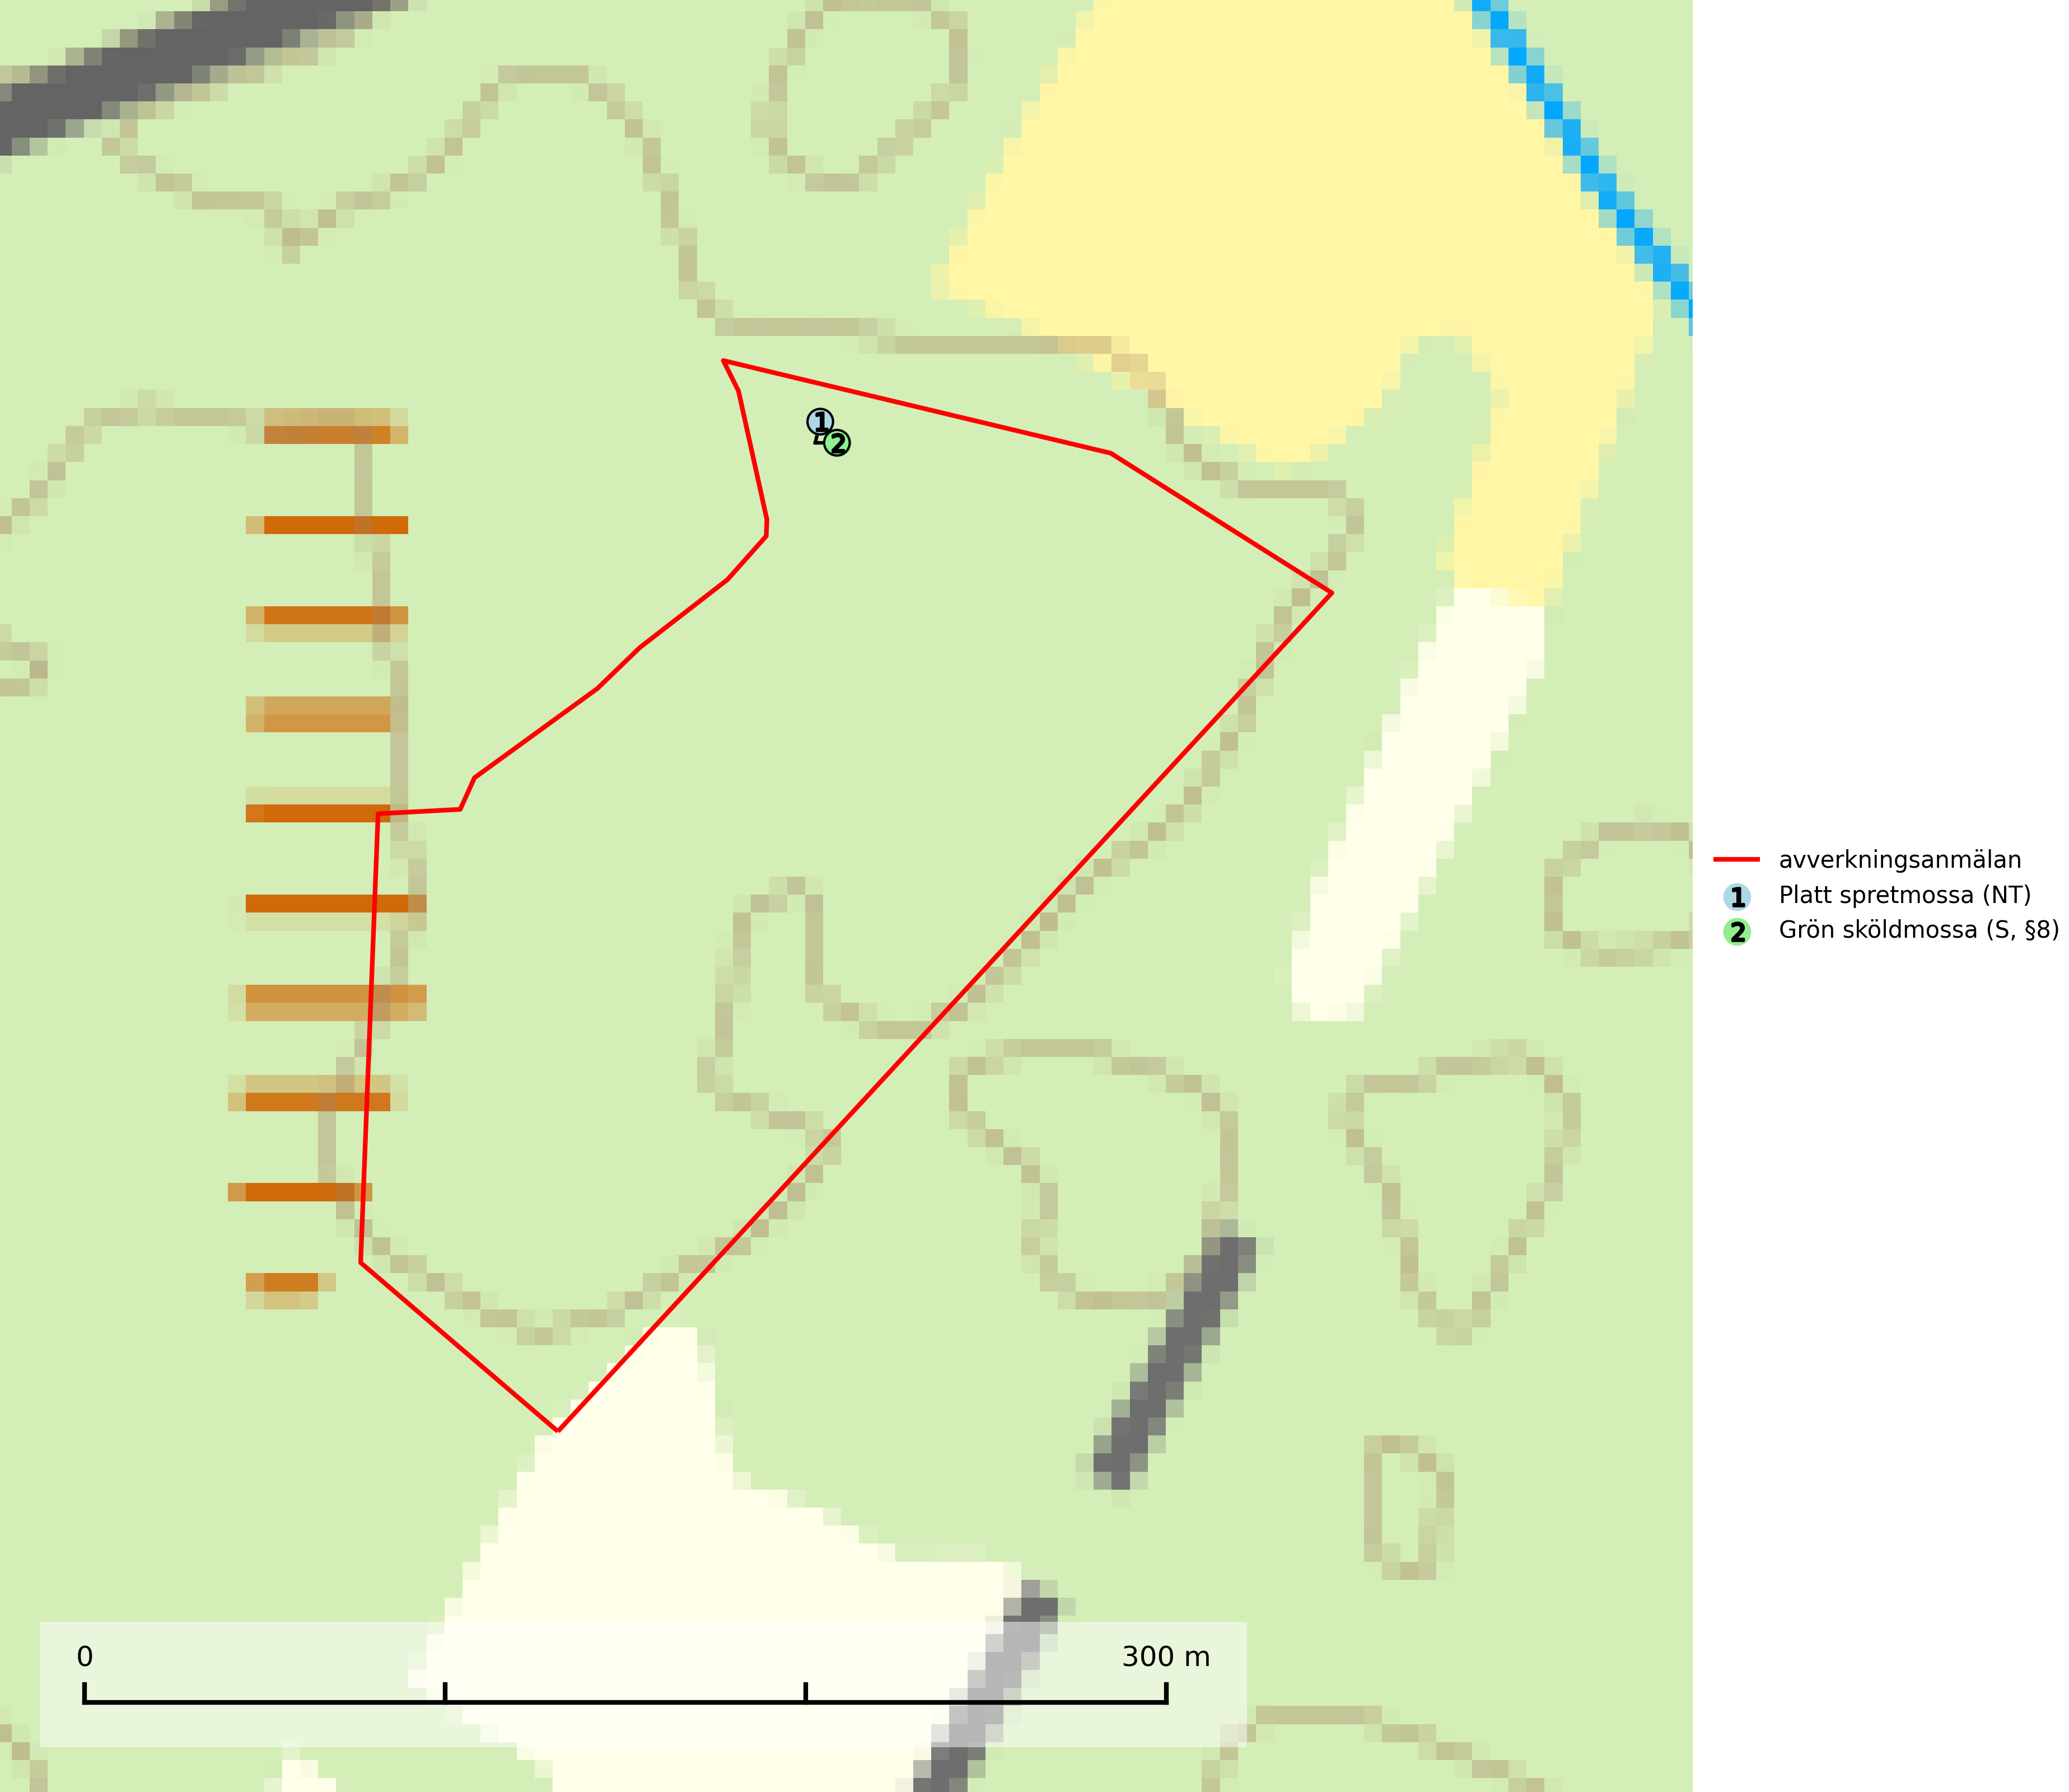 1
2
avverkningsanmälan
1 Platt spretmossa (NT)
2 Grön sköldmossa (S, §8)
0 300 m